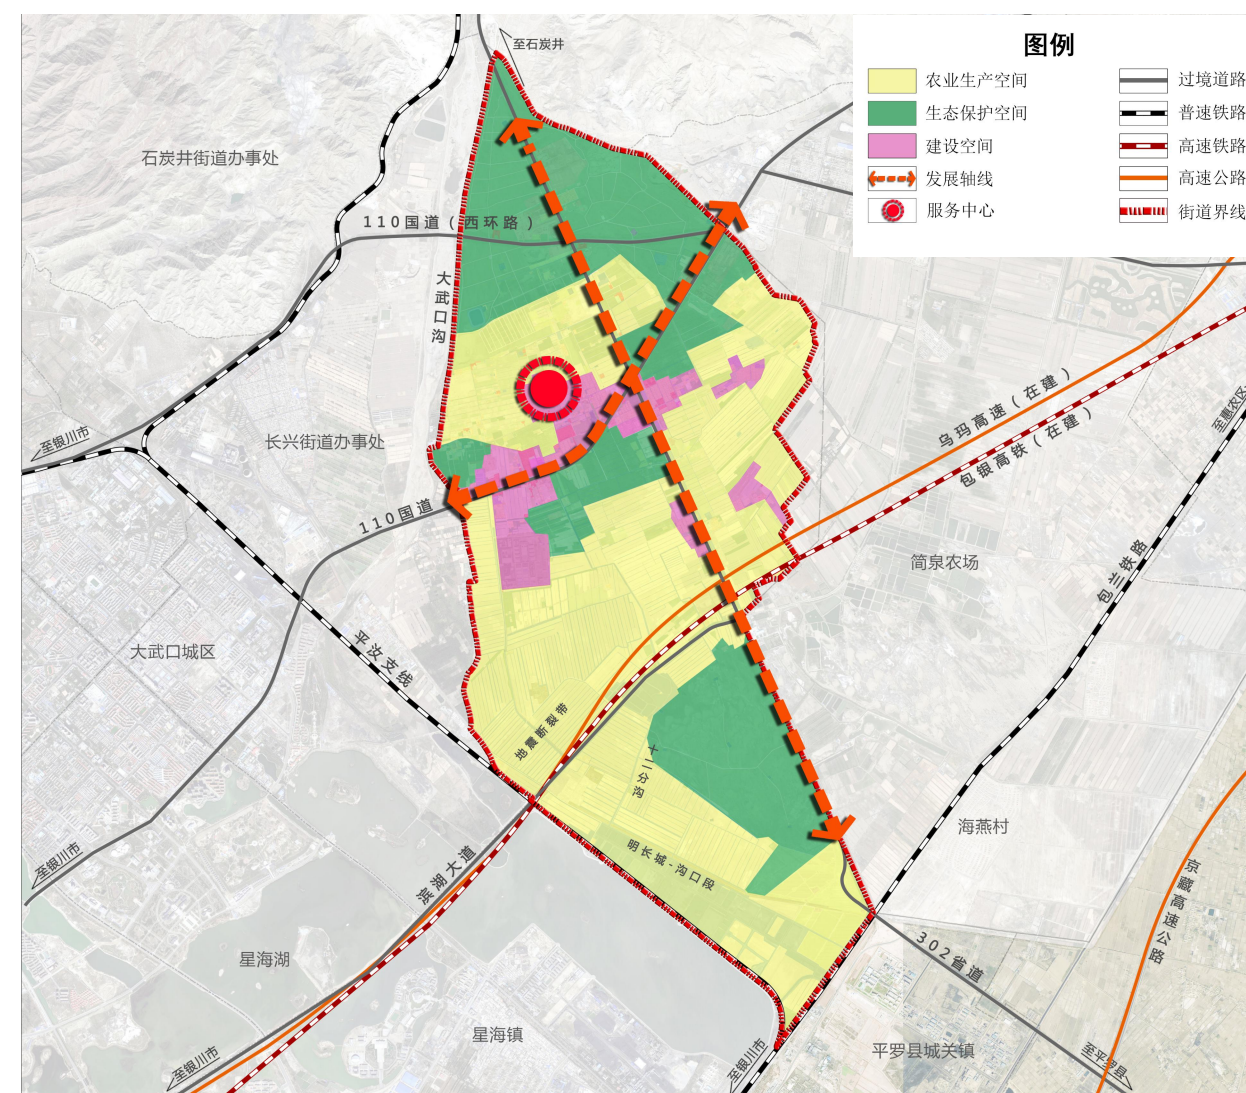 图例
农业生产空间
生态保护空间
建设空间
发展轴线
服务中心
过境道路
普速铁路
高速铁路
高速公路
街道界线
至石炭井
石炭井街道办事处
110国道（西环路）
大武口沟
至银川市
长兴街道办事处
110国道
乌玛高速（在建）
包银高铁（在建）
至惠农区
简泉农场
包兰铁路
大武口城区
平汝支线
地震断裂带
十二分沟
明长城-沟口段
海燕村
至银川市
滨湖大道
京藏高速公路
302省道
星海湖
星海镇
平罗县城关镇
至银川市
至银川市
至平罗县